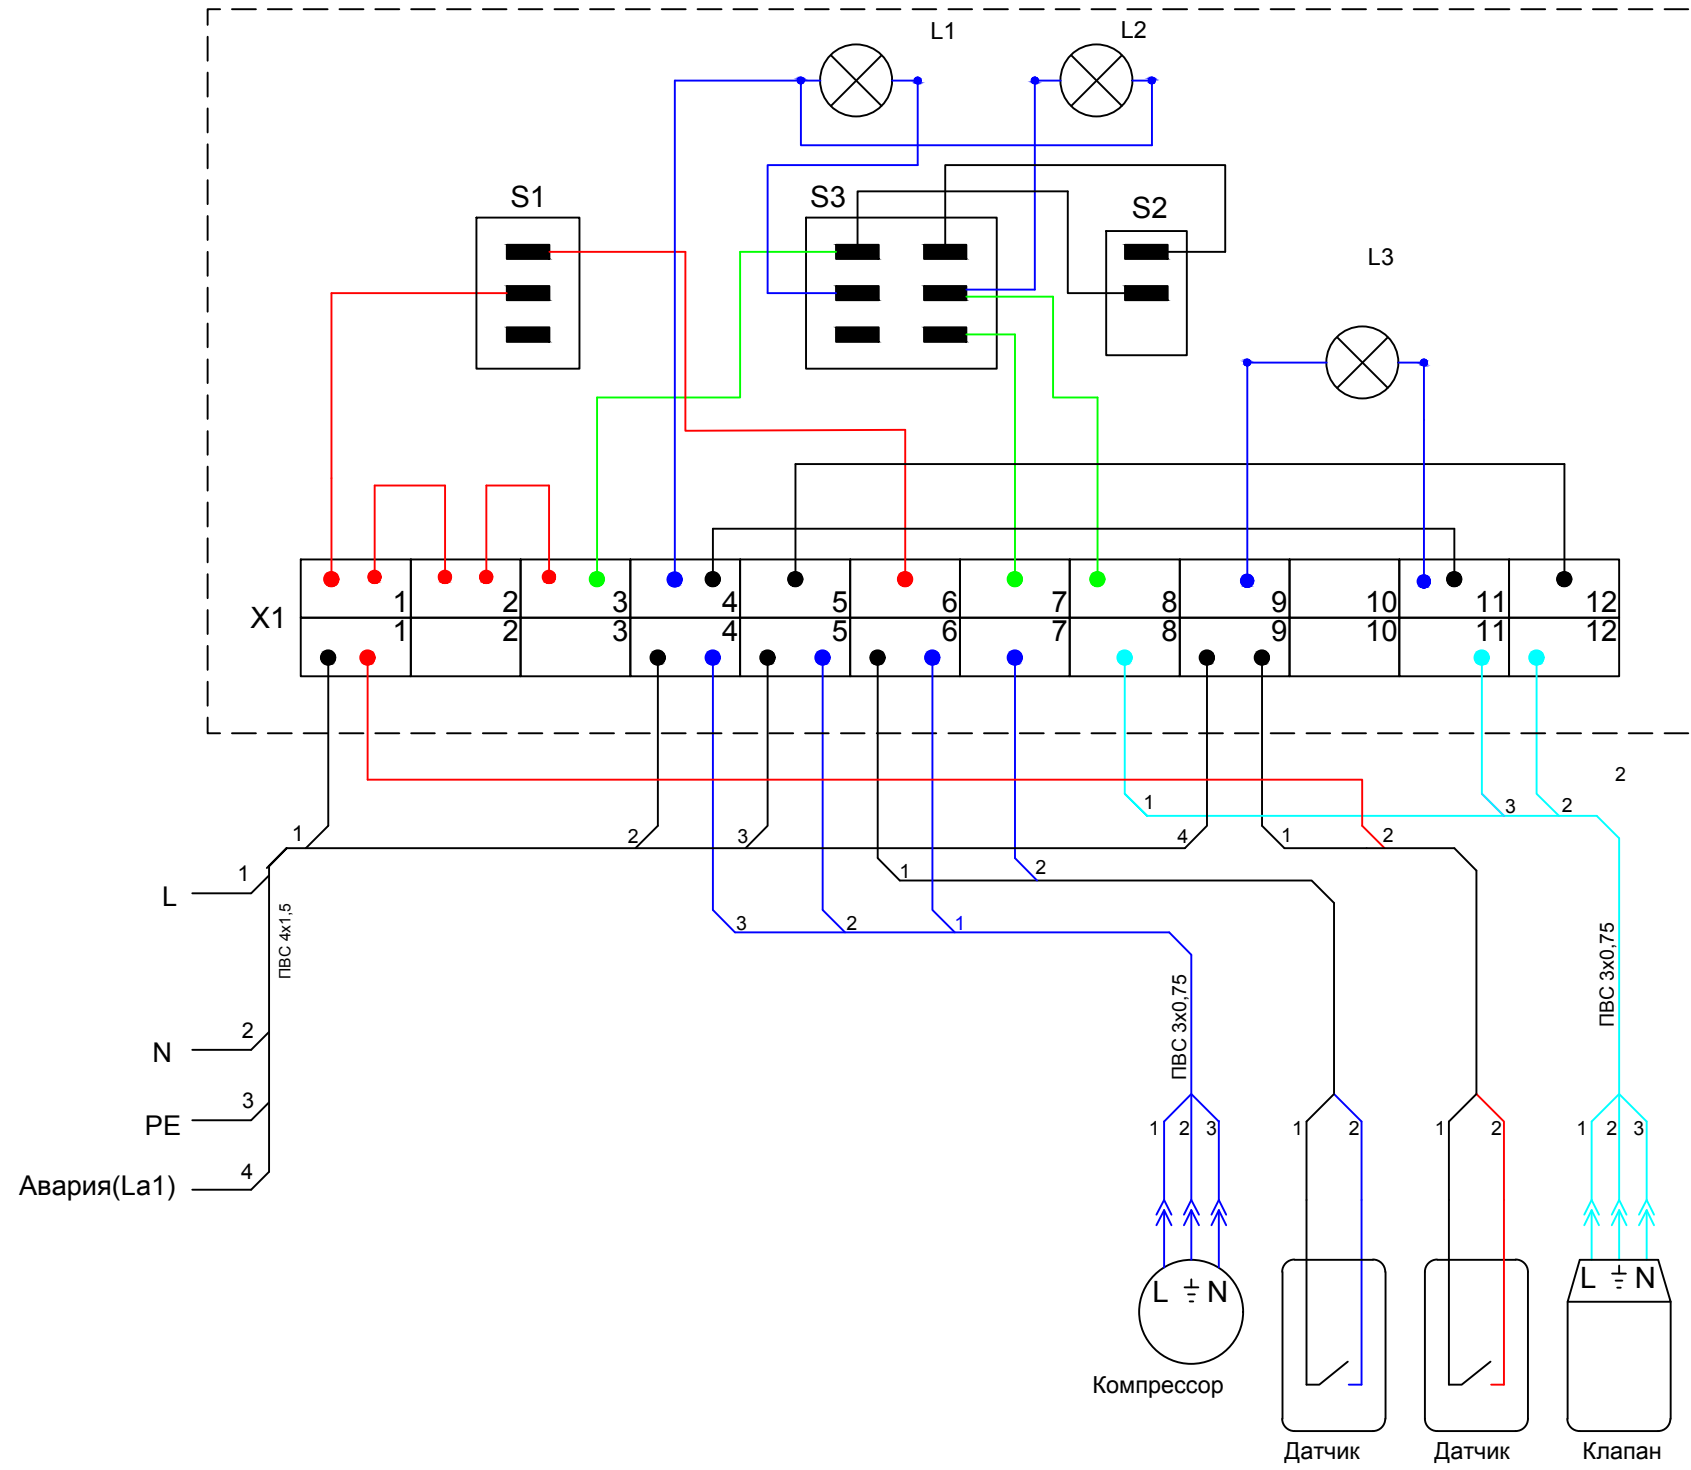 L1
L2
S1
S3
S2
L3
X1
1 2 3 4 5 6 7 8 9 10 11 12
1 2 3 4 5 6 7 8 9 10 11 12
2
1 3 2
1 2 3 4 1 2
L 1
1 2
ПВС 4x1,5
3 2 1
ПВС 3x0,75
ПВС 3x0,75
N 2
PE 3
Авария(La1) 4
1 2 3 1 2 1 2 1 2 3
L N
L N
Компрессор
Датчик
Датчик
Клапан